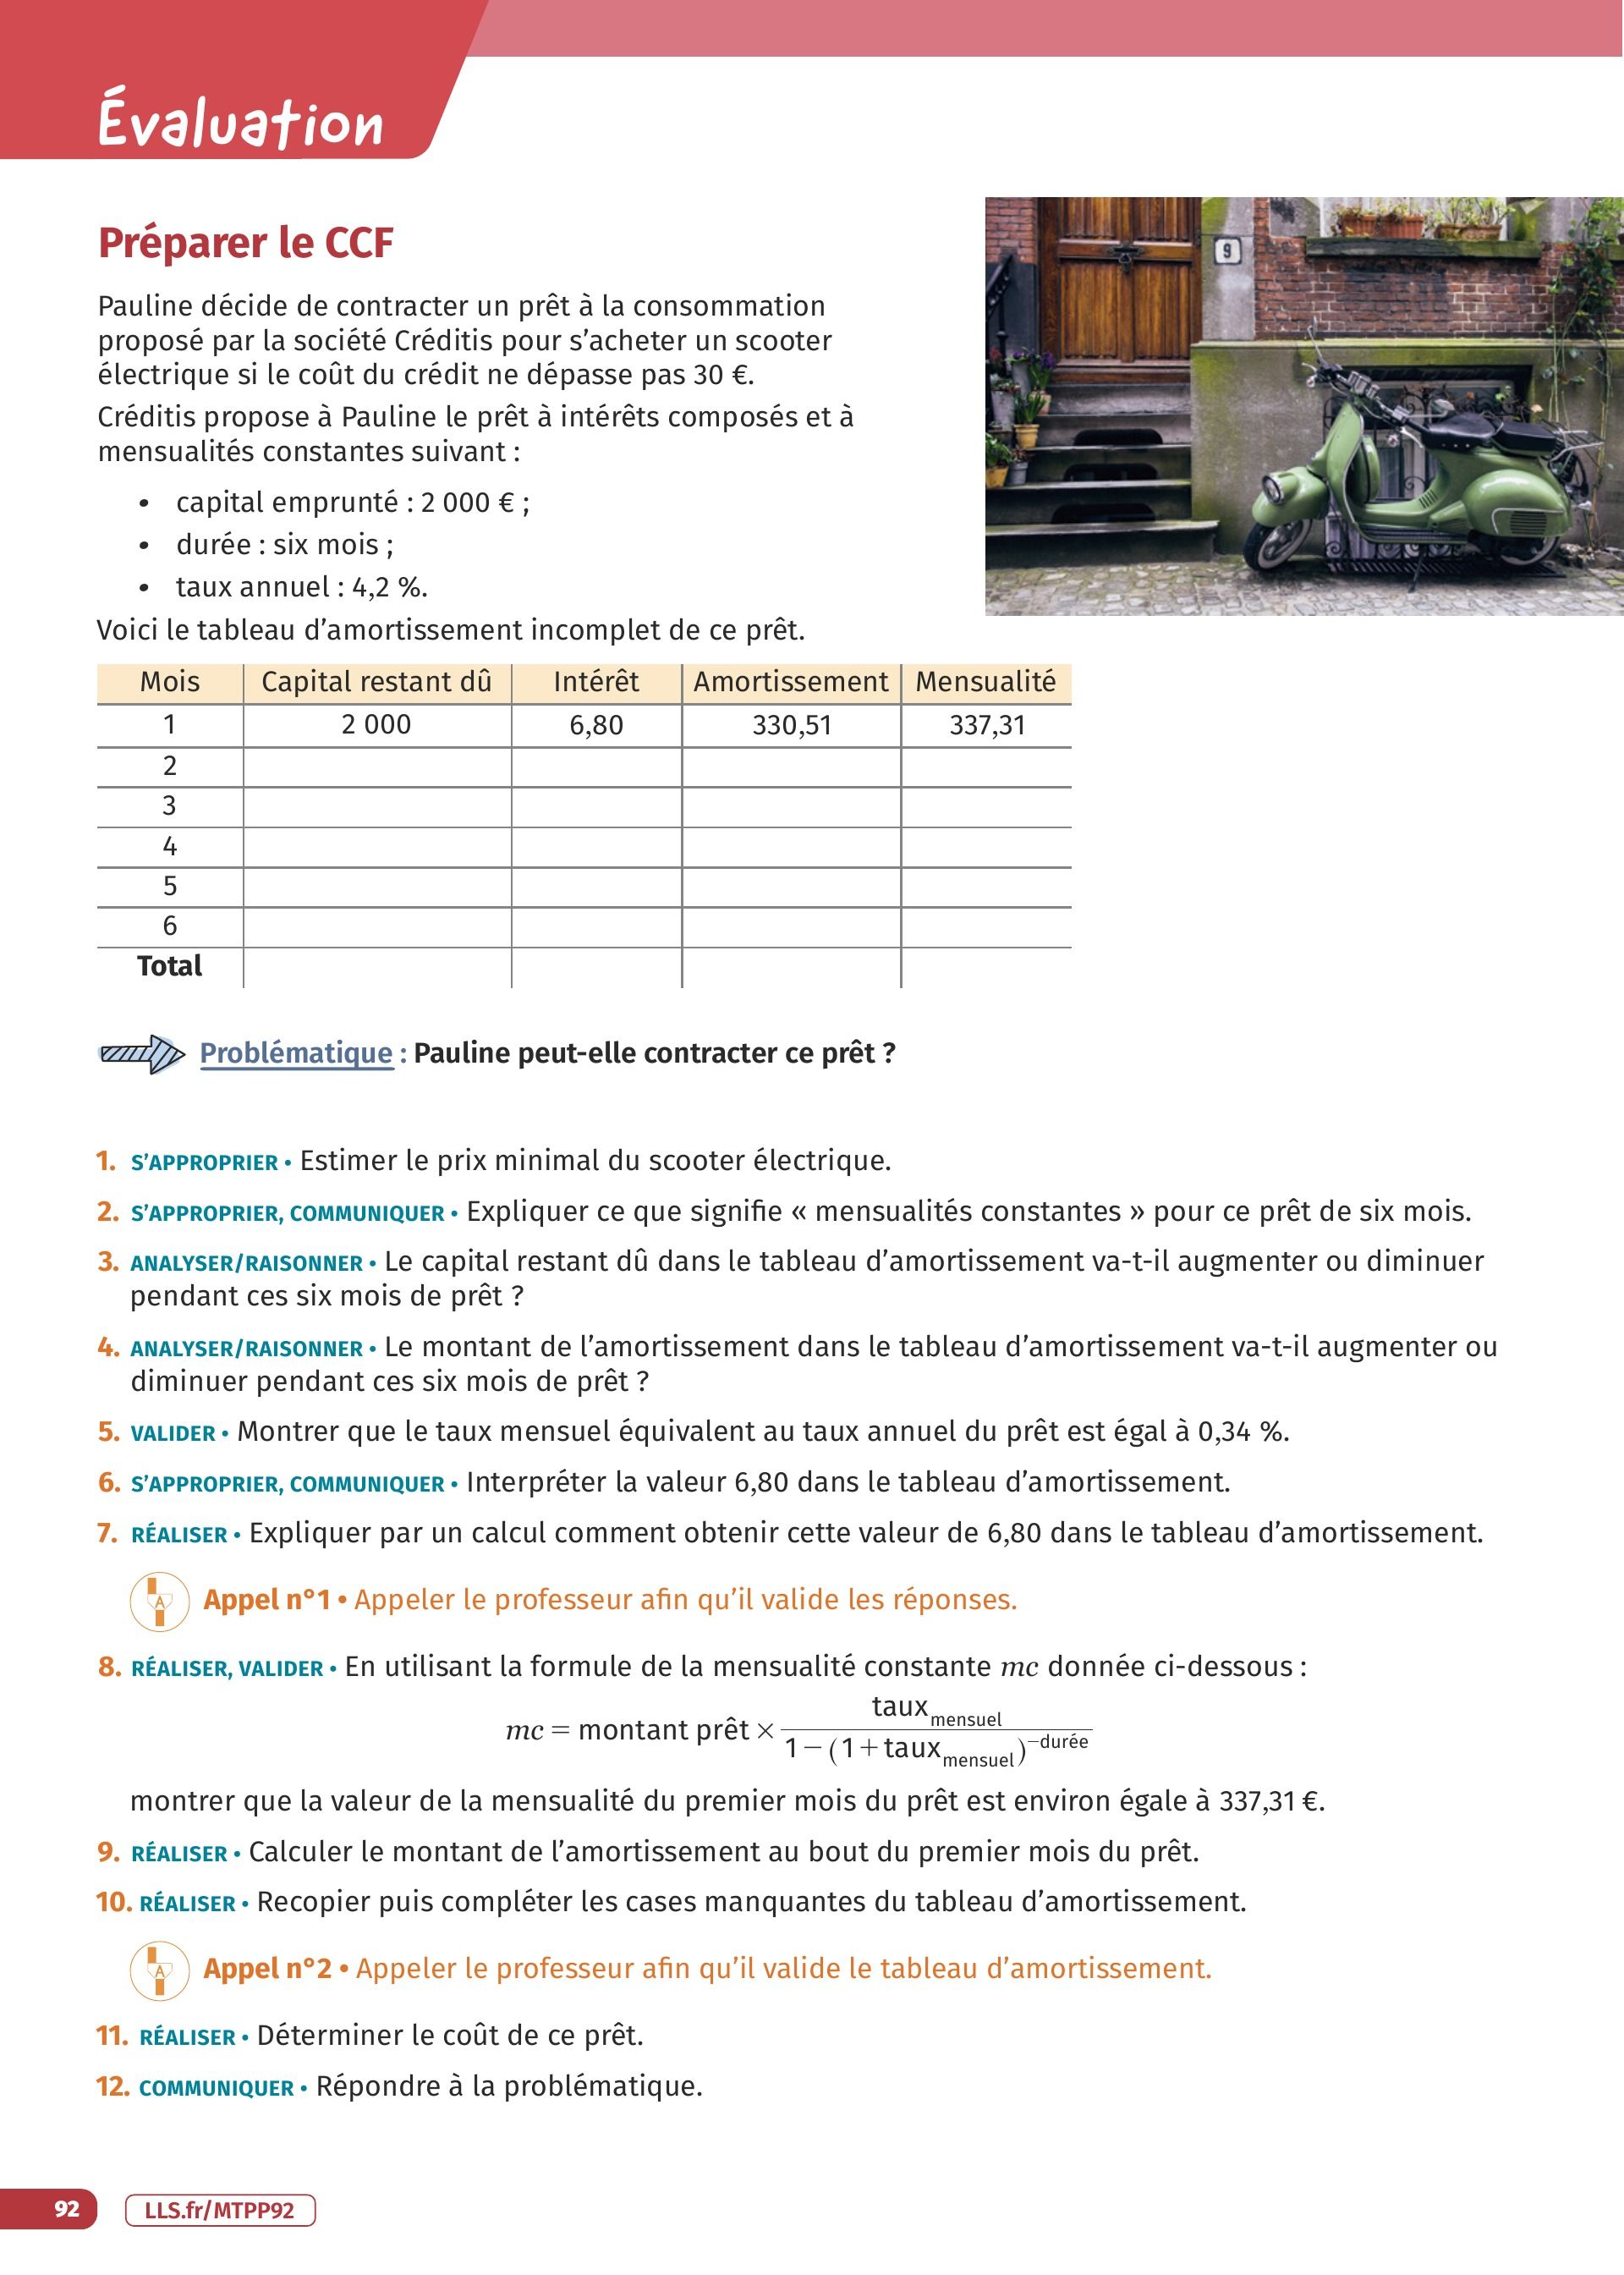 Évaluation
Préparer le CCF
Pauline décide de contracter un prêt à la consommation
proposé par la société Créditis pour s’acheter un scooter
électrique si le coût du crédit ne dépasse pas 30 €.
Créditis propose à Pauline le prêt à intérêts composés et à
mensualités constantes suivant :
• capital emprunté : 2 000 € ;
• durée : six mois ;
• taux annuel : 4,2 %.
Voici le tableau d’amortissement incomplet de ce prêt.
9
Mois Capital restant dû Intérêt Amortissement Mensualité
1 2 000 6,80 330,51 337,31
2
3
4
5
6
Total
Problématique : Pauline peut-elle contracter ce prêt ?
1. S’APPROPRIER • Estimer le prix minimal du scooter électrique.
2. S’APPROPRIER, COMMUNIQUER • Expliquer ce que signifie « mensualités constantes » pour ce prêt de six mois.
3. ANALYSER/RAISONNER • Le capital restant dû dans le tableau d’amortissement va-t-il augmenter ou diminuer
pendant ces six mois de prêt ?
4. ANALYSER/RAISONNER • Le montant de l’amortissement dans le tableau d’amortissement va-t-il augmenter ou
diminuer pendant ces six mois de prêt ?
5. VALIDER • Montrer que le taux mensuel équivalent au taux annuel du prêt est égal à 0,34 %.
6. S’APPROPRIER, COMMUNIQUER • Interpréter la valeur 6,80 dans le tableau d’amortissement.
7. RÉALISER • Expliquer par un calcul comment obtenir cette valeur de 6,80 dans le tableau d’amortissement.
A Appel n°1 • Appeler le professeur afin qu’il valide les réponses.
8. RÉALISER, VALIDER • En utilisant la formule de la mensualité constante mc donnée ci-dessous :
mc = montant prêt × taux mensuel / 1 − (1 + taux mensuel)^−durée
montrer que la valeur de la mensualité du premier mois du prêt est environ égale à 337,31 €.
9. RÉALISER • Calculer le montant de l’amortissement au bout du premier mois du prêt.
10. RÉALISER • Recopier puis compléter les cases manquantes du tableau d’amortissement.
A Appel n°2 • Appeler le professeur afin qu’il valide le tableau d’amortissement.
11. RÉALISER • Déterminer le coût de ce prêt.
12. COMMUNIQUER • Répondre à la problématique.
92 LLS.fr/MTPP92